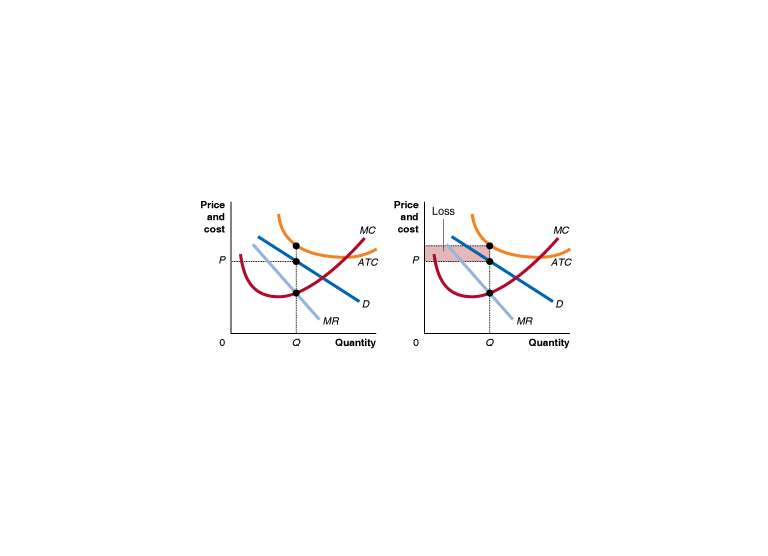 Price
and
cost
MC
P
ATC
D
MR
0
Q
Quantity
Price
and
cost
Loss
MC
P
ATC
D
MR
0
Q
Quantity